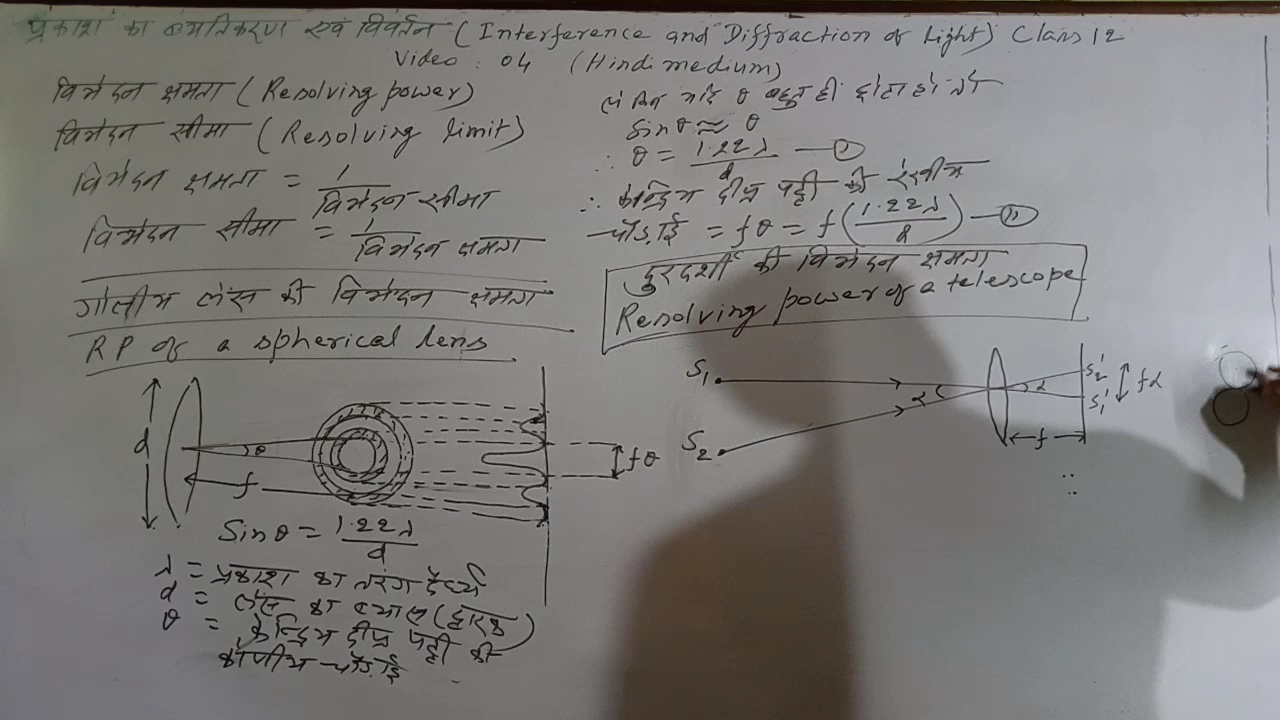 प्रकाश का व्यतिकरण एवं विवर्तन (Interference and Diffraction of Light) Class 12
Video : 04 (Hindi medium)
विभेदन क्षमता (Resolving power)
विभेदन सीमा (Resolving limit)
विभेदन क्षमता = 1/विभेदन सीमा
विभेदन सीमा = 1/विभेदन क्षमता
गोलीय लेंस की विभेदन क्षमता
RP of a spherical lens
d
θ
f
fθ
Sinθ = 1.22λ/d
λ = प्रकाश का तरंग दैर्ध्य
d = लेंस का व्यास (द्वारक)
θ = केन्द्रिय दीप्त पट्टी की
कोणीय चौड़ाई
लेकिन यदि θ बहुत ही छोटा हो तो
Sinθ ≈ θ
∴ θ = 1.22λ/d — (I)
∴ केन्द्रिय दीप्त पट्टी की रेखीय
चौड़ाई = fθ = f(1.22λ/d) — (II)
दुरदर्शी की विभेदन क्षमता
Resolving power of a telescope
S₁
S₂
α
α
S₂'
S₁'
fα
f
∴